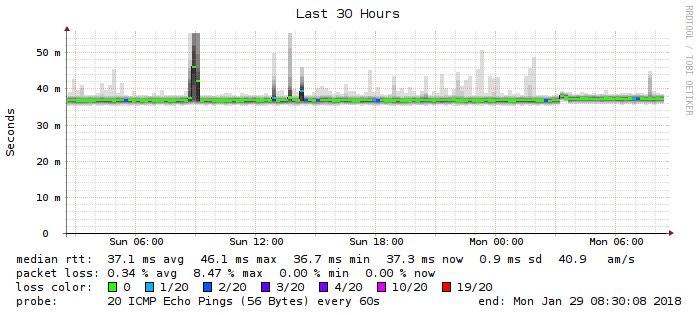 Last 30 Hours
RRDTOOL / TOBI OETIKER
Seconds
50 m
40 m
30 m
20 m
10 m
0
Sun 06:00 Sun 12:00 Sun 18:00 Mon 00:00 Mon 06:00
median rtt: 37.1 ms avg 46.1 ms max 36.7 ms min 37.3 ms now 0.9 ms sd 40.9 am/s
packet loss: 0.34 % avg 8.47 % max 0.00 % min 0.00 % now
loss color: 0 1/20 2/20 3/20 4/20 10/20 19/20
probe: 20 ICMP Echo Pings (56 Bytes) every 60s end: Mon Jan 29 08:30:08 2018